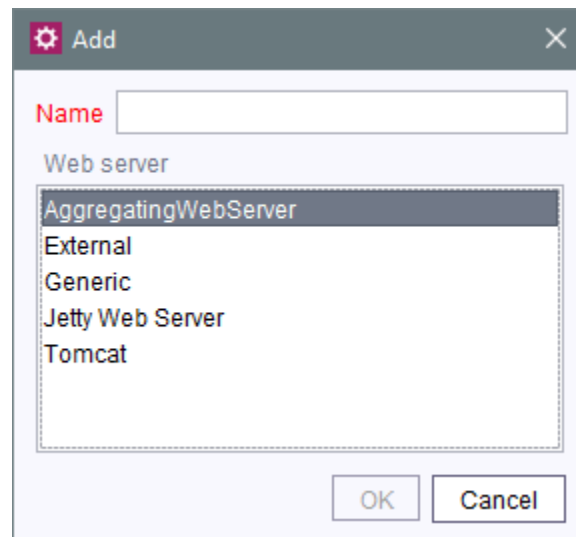 Add
Name
Web server
AggregatingWebServer
External
Generic
Jetty Web Server
Tomcat
OK Cancel